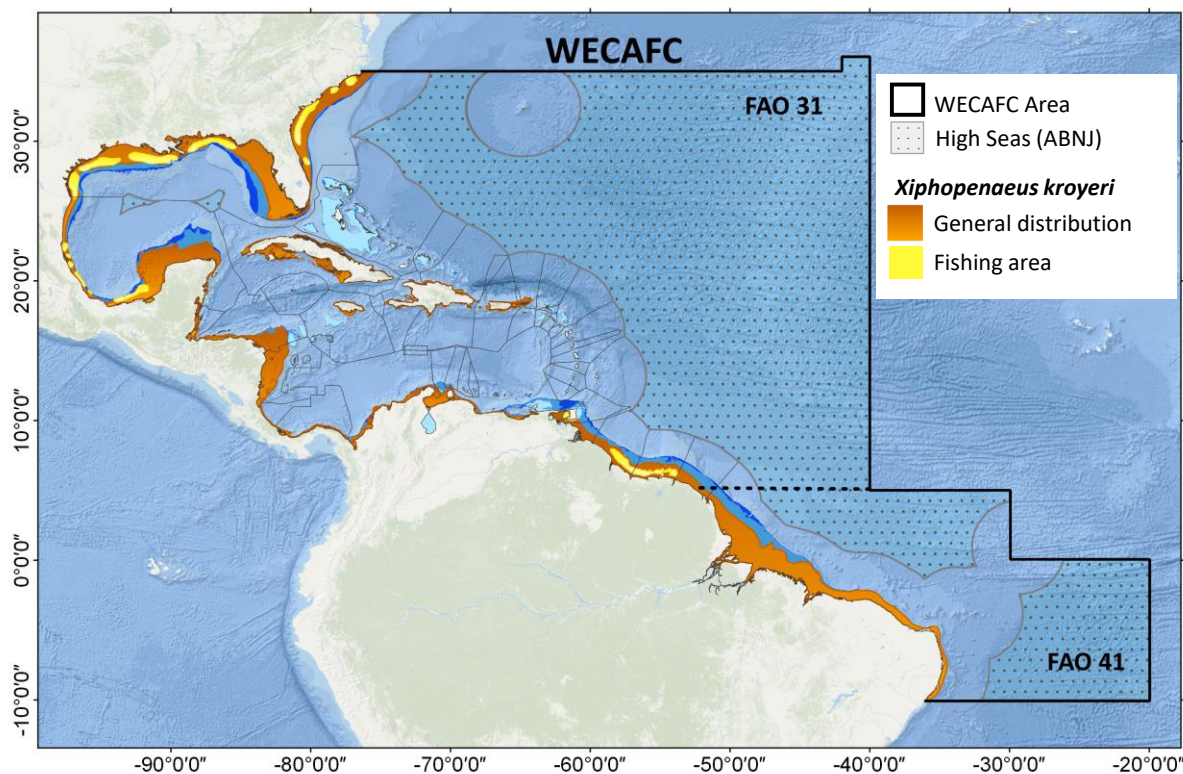 WECAFC
FAO 31
WECAFC Area
High Seas (ABNJ)
Xiphopenaeus kroyeri
General distribution
Fishing area
FAO 41
30°0'0"
20°0'0"
10°0'0"
0°0'0"
-10°0'0"
-90°0'0" -80°0'0" -70°0'0" -60°0'0" -50°0'0" -40°0'0" -30°0'0" -20°0'0"